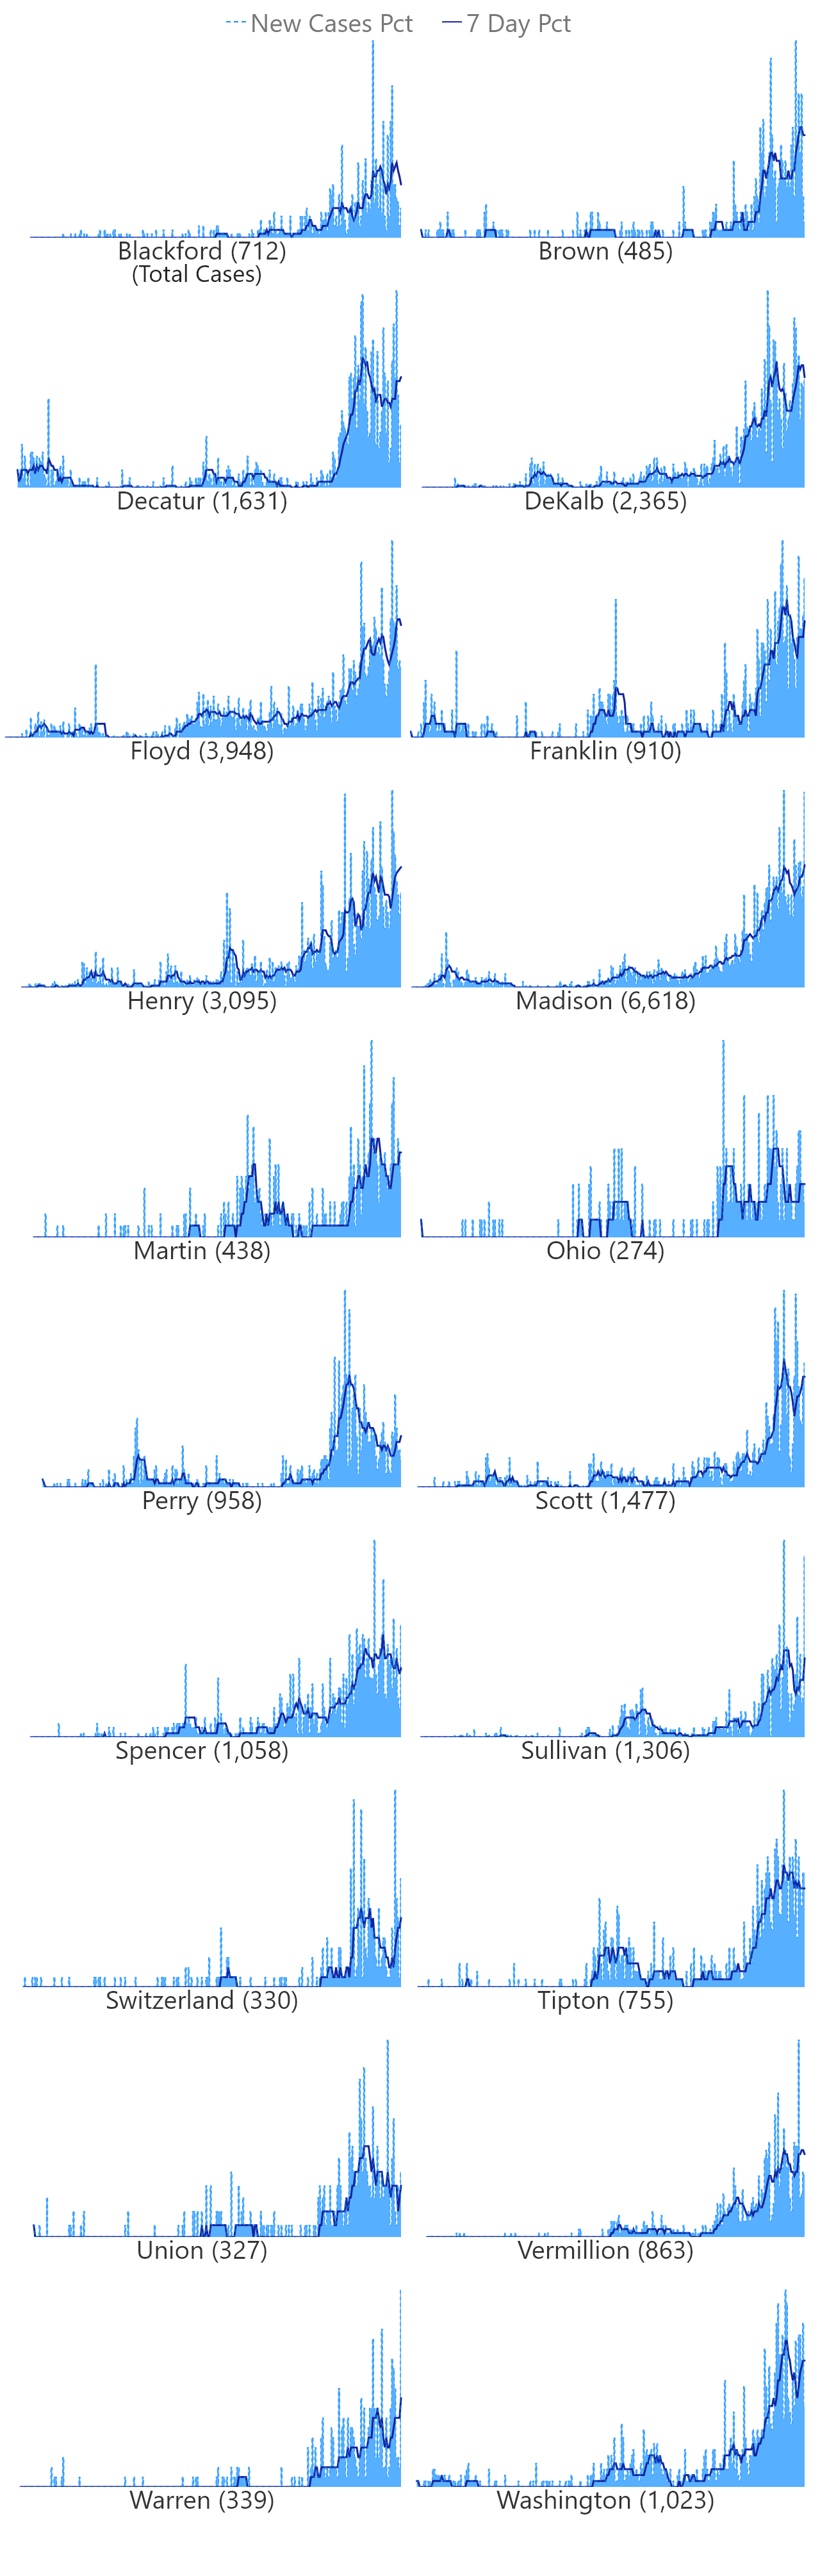 New Cases Pct 7 Day Pct
Blackford (712) Brown (485)
(Total Cases)
Decatur (1,631) DeKalb (2,365)
Floyd (3,948) Franklin (910)
Henry (3,095) Madison (6,618)
Martin (438) Ohio (274)
Perry (958) Scott (1,477)
Spencer (1,058) Sullivan (1,306)
Switzerland (330) Tipton (755)
Union (327) Vermillion (863)
Warren (339) Washington (1,023)